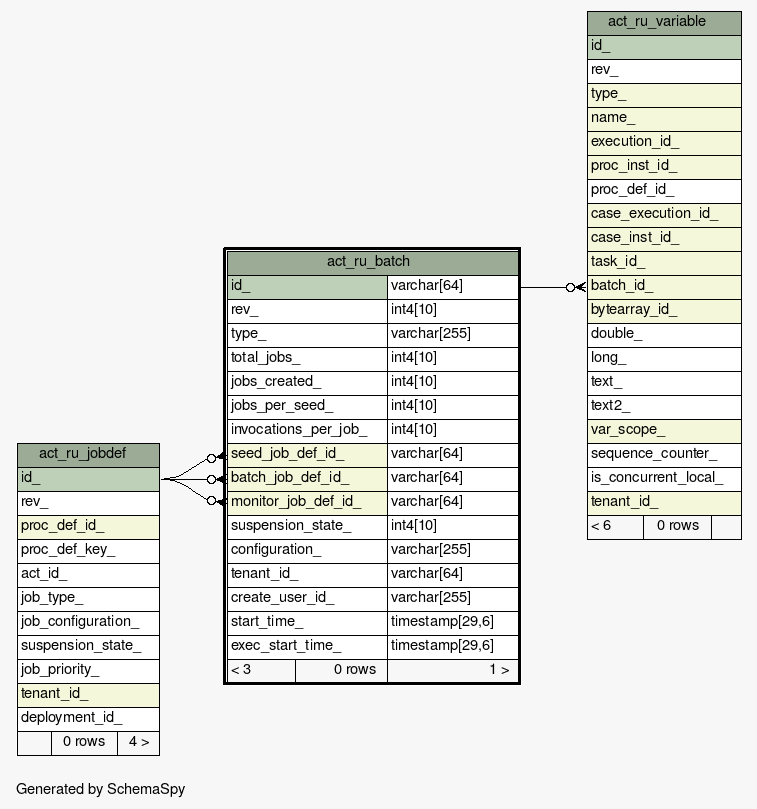 act_ru_variable
id_
rev_
type_
name_
execution_id_
proc_inst_id_
proc_def_id_
case_execution_id_
case_inst_id_
task_id_
batch_id_
bytearray_id_
double_
long_
text_
text2_
var_scope_
sequence_counter_
is_concurrent_local_
tenant_id_
< 6 0 rows
act_ru_batch
id_ varchar[64]
rev_ int4[10]
type_ varchar[255]
total_jobs_ int4[10]
jobs_created_ int4[10]
jobs_per_seed_ int4[10]
invocations_per_job_ int4[10]
seed_job_def_id_ varchar[64]
batch_job_def_id_ varchar[64]
monitor_job_def_id_ varchar[64]
suspension_state_ int4[10]
configuration_ varchar[255]
tenant_id_ varchar[64]
create_user_id_ varchar[255]
start_time_ timestamp[29,6]
exec_start_time_ timestamp[29,6]
< 3 0 rows 1 >
act_ru_jobdef
id_
rev_
proc_def_id_
proc_def_key_
act_id_
job_type_
job_configuration_
suspension_state_
job_priority_
tenant_id_
deployment_id_
0 rows 4 >
Generated by SchemaSpy